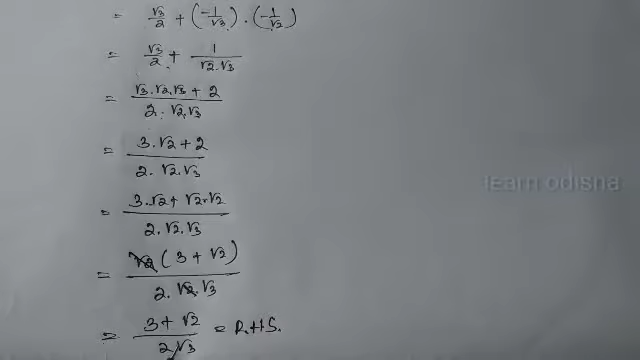 = √3/2 + (-1/√3) . (-1/√2)
= √3/2 + 1/√2.√3
= √3.√2.√3 + 2 / 2.√2.√3
= 3.√2 + 2 / 2.√2.√3
= 3.√2 + √2.√2 / 2.√2.√3
= √2 (3 + √2) / 2.√2.√3
= 3 + √2 / 2√3 = R.H.S.
learn odisha